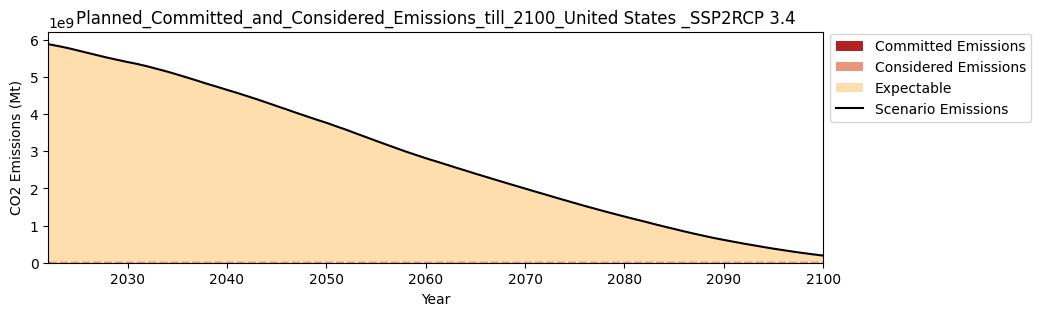 Planned_Committed_and_Considered_Emissions_till_2100_United States _SSP2RCP 3.4
1e9
6
5
4
3
2
1
0
CO2 Emissions (Mt)
2030 2040 2050 2060 2070 2080 2090 2100
Year
Committed Emissions
Considered Emissions
Expectable
Scenario Emissions